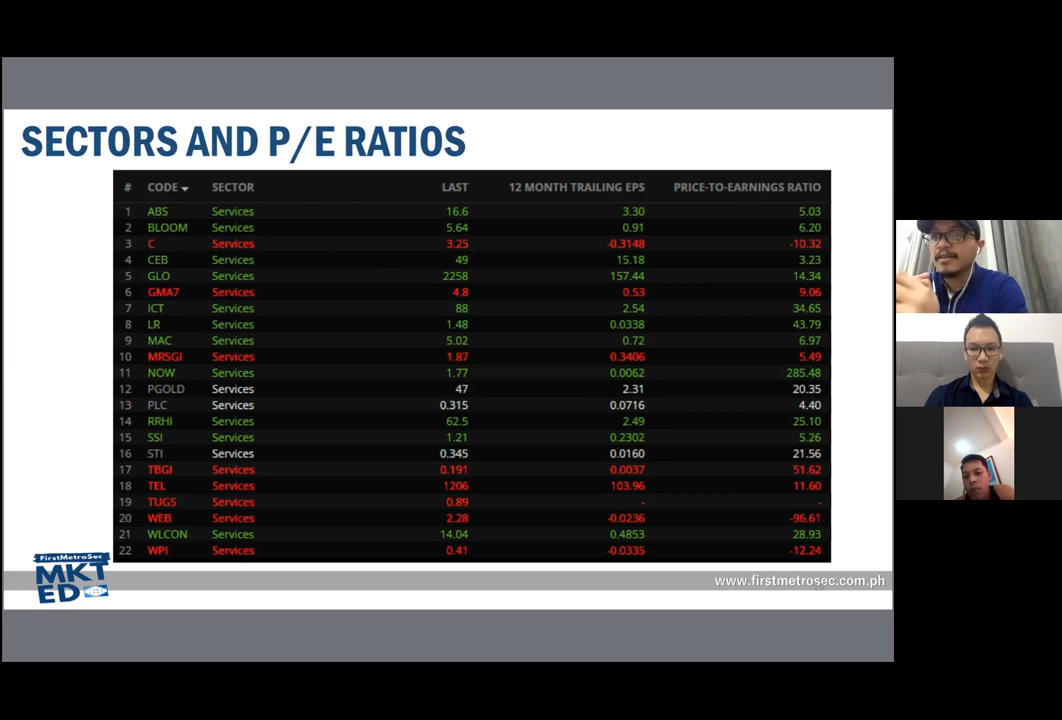 SECTORS AND P/E RATIOS
# CODE SECTOR LAST 12 MONTH TRAILING EPS PRICE-TO-EARNINGS RATIO
1 ABS Services 16.6 3.30 5.03
2 BLOOM Services 5.64 0.91 6.20
3 C Services 3.25 -0.3148 -10.32
4 CEB Services 49 15.18 3.23
5 GLO Services 2258 157.44 14.34
6 GMA7 Services 4.8 0.53 9.06
7 ICT Services 88 2.54 34.65
8 LR Services 1.48 0.0338 43.79
9 MAC Services 5.02 0.72 6.97
10 MRSGI Services 1.87 0.3406 5.49
11 NOW Services 1.77 0.0062 285.48
12 PGOLD Services 47 2.31 20.35
13 PLC Services 0.315 0.0716 4.40
14 RRHI Services 62.5 2.49 25.10
15 SSI Services 1.21 0.2302 5.26
16 STI Services 0.345 0.0160 21.56
17 TBGI Services 0.191 0.0037 51.62
18 TEL Services 1206 103.96 11.60
19 TUGS Services 0.89 - -
20 WEB Services 2.28 -0.0236 -96.61
21 WLCON Services 14.04 0.4853 28.93
22 WPI Services 0.41 -0.0335 -12.24
FirstMetroSec
MKT
ED
www.firstmetrosec.com.ph